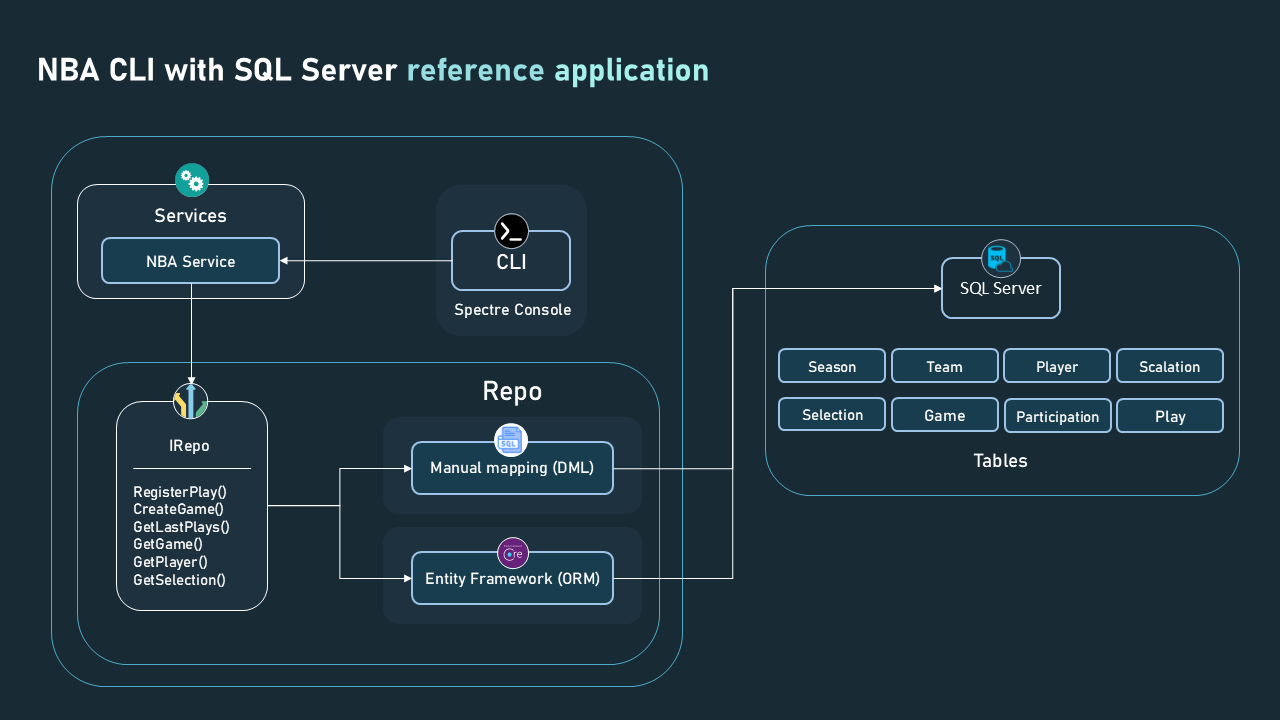 NBA CLI with SQL Server reference application
Services
NBA Service
CLI
Spectre Console
Repo
IRepo
RegisterPlay()
CreateGame()
GetLastPlays()
GetGame()
GetPlayer()
GetSelection()
SQL
Manual mapping (DML)
Core
Entity Framework (ORM)
SQL
SQL Server
Season
Team
Player
Scalation
Selection
Game
Participation
Play
Tables